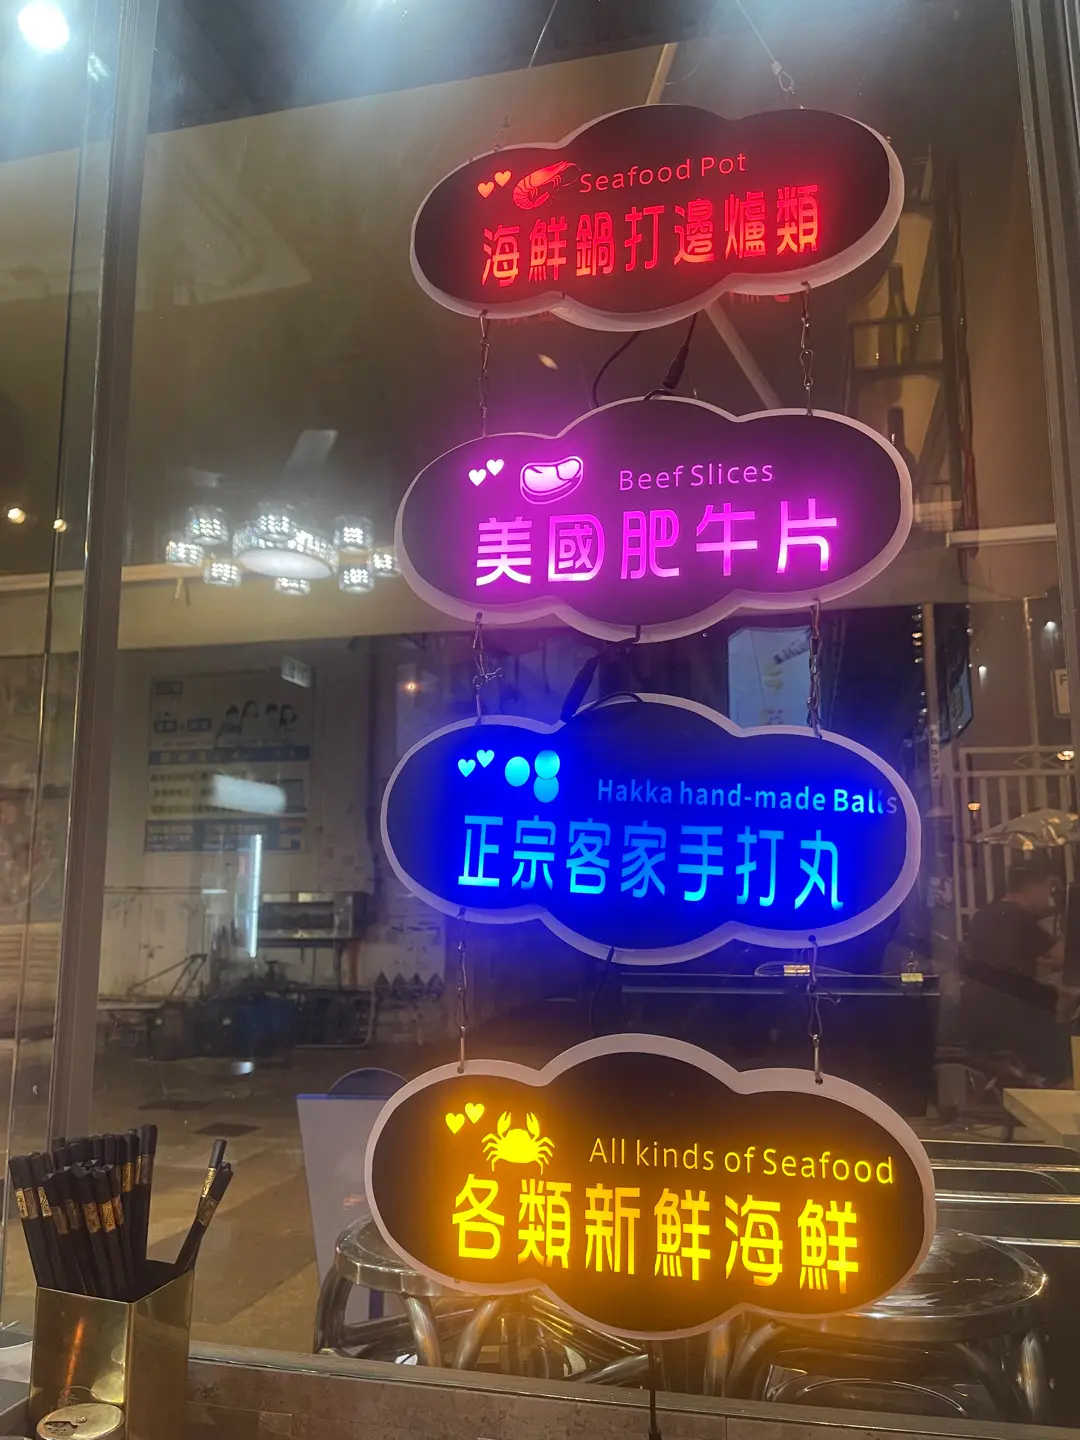 Seafood Pot
海鮮鍋打邊爐類
Beef Slices
美國肥牛片
Hakka hand-made Balls
正宗客家手打丸
All kinds of Seafood
各類新鮮海鮮